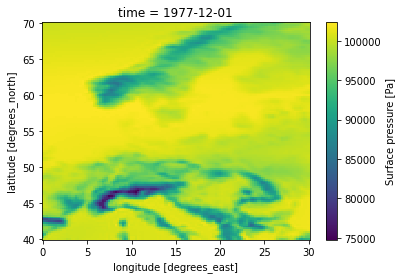 time = 1977-12-01
70
65
60
55
50
45
40
0 5 10 15 20 25 30
latitude [degrees_north]
longitude [degrees_east]
100000
95000
90000
85000
80000
75000
Surface pressure [Pa]